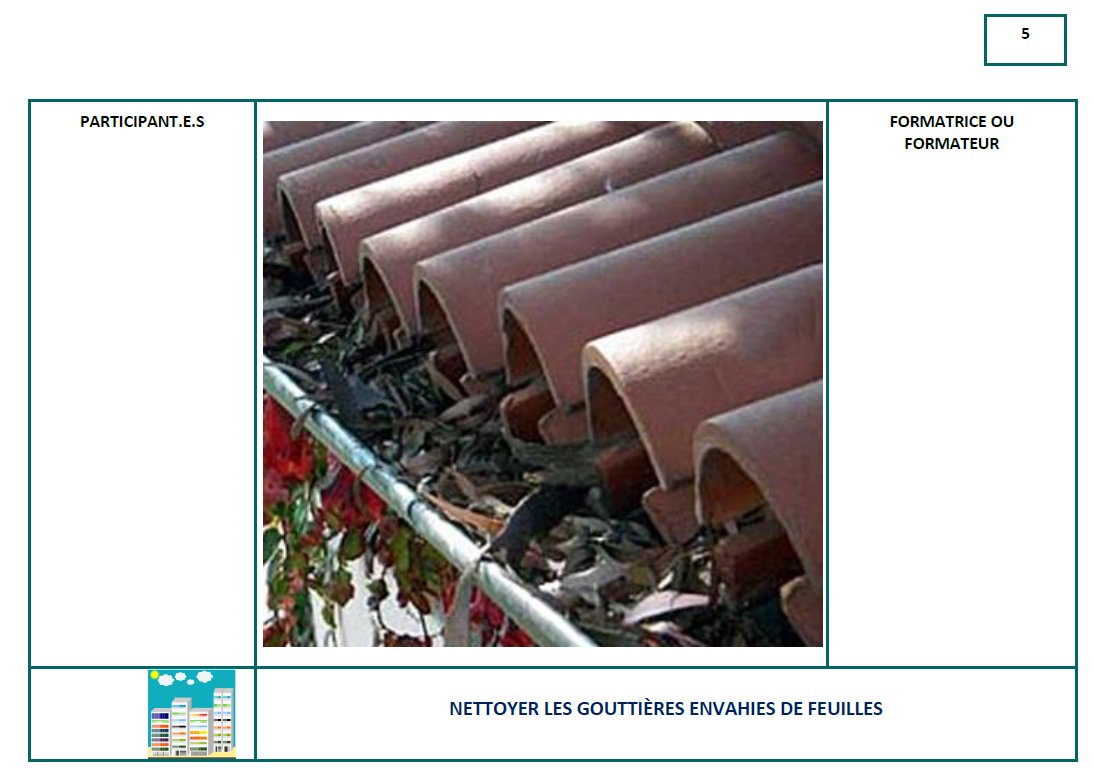 5
PARTICIPANT.E.S
FORMATRICE OU
FORMATEUR
NETTOYER LES GOUTTIÈRES ENVAHIES DE FEUILLES